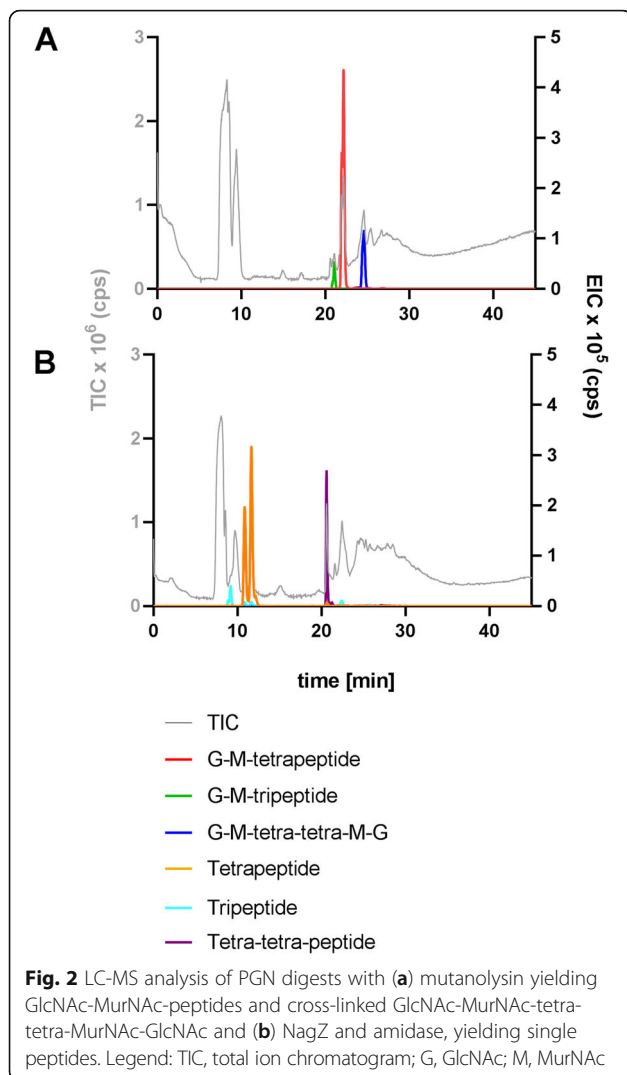 A
3
2
1
0
5
4
3
2
1
0
0 10 20 30 40
B
3
2
1
0
5
4
3
2
1
0
0 10 20 30 40
TIC x 10⁶ (cps)
EIC x 10⁵ (cps)
time [min]
TIC
G-M-tetrapeptide
G-M-tripeptide
G-M-tetra-tetra-M-G
Tetrapeptide
Tripeptide
Tetra-tetra-peptide
Fig. 2 LC-MS analysis of PGN digests with (a) mutanolysin yielding
GlcNAc-MurNAc-peptides and cross-linked GlcNAc-MurNAc-tetra-
tetra-MurNAc-GlcNAc and (b) NagZ and amidase, yielding single
peptides. Legend: TIC, total ion chromatogram; G, GlcNAc; M, MurNAc